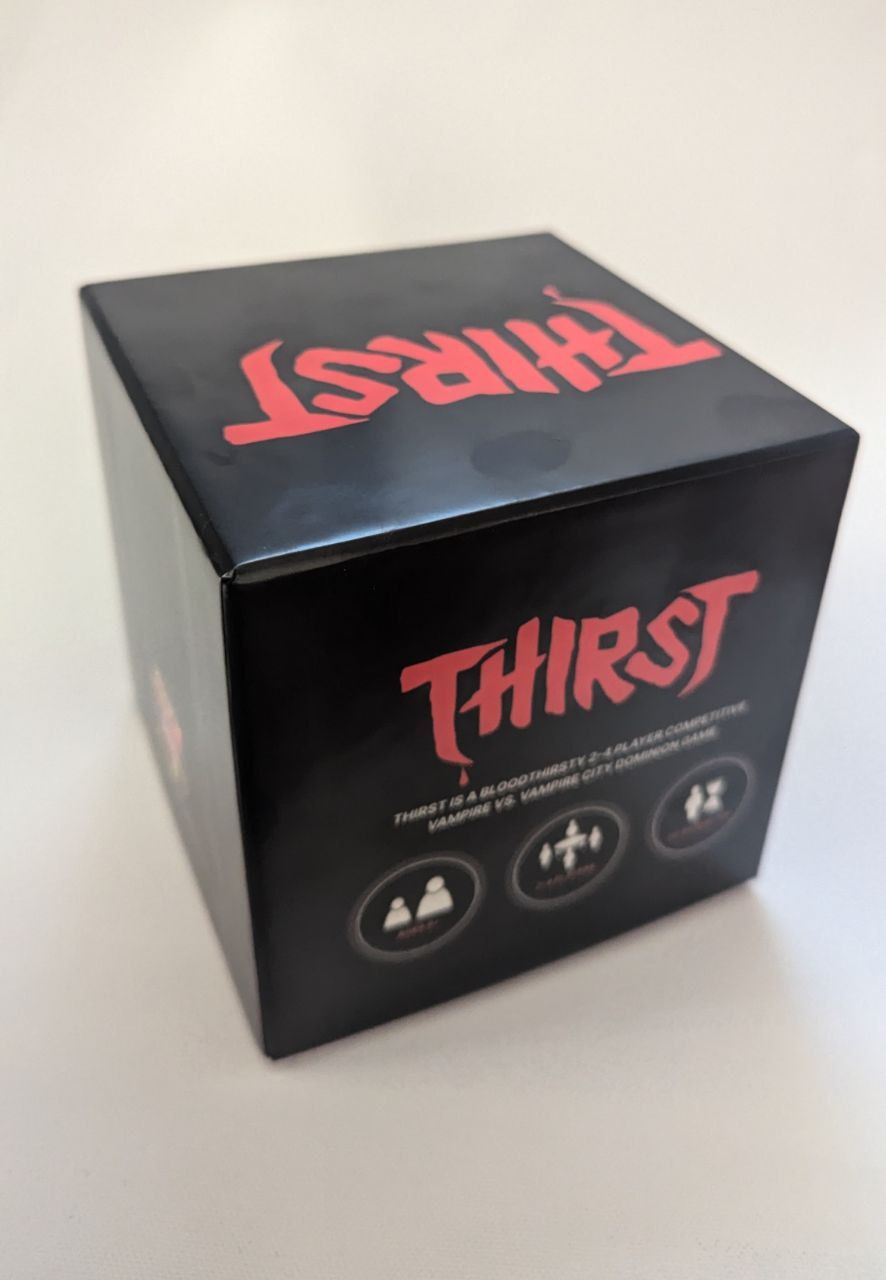 THIRST
THIRST
THIRST IS A BLOODTHIRSTY 2-4 PLAYER COMPETITIVE
VAMPIRE VS. VAMPIRE CITY DOMINION GAME